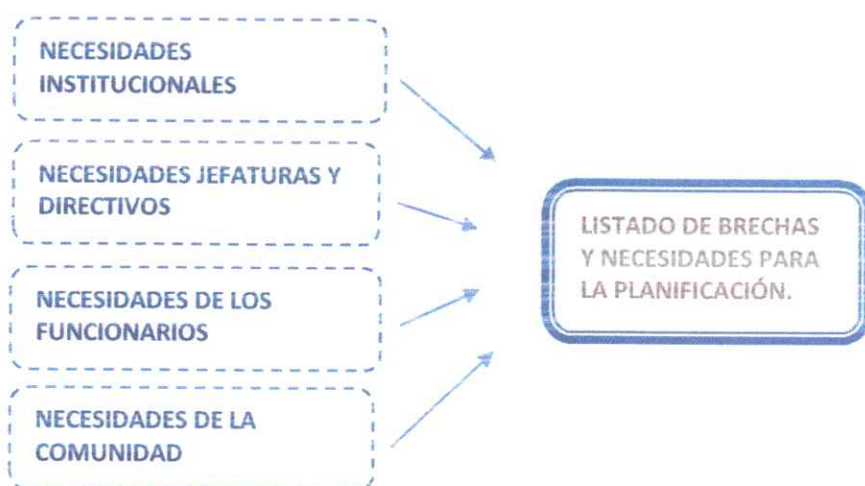 NECESIDADES
INSTITUCIONALES
NECESIDADES JEFATURAS Y
DIRECTIVOS
NECESIDADES DE LOS
FUNCIONARIOS
NECESIDADES DE LA
COMUNIDAD
LISTADO DE BRECHAS
Y NECESIDADES PARA
LA PLANIFICACIÓN.